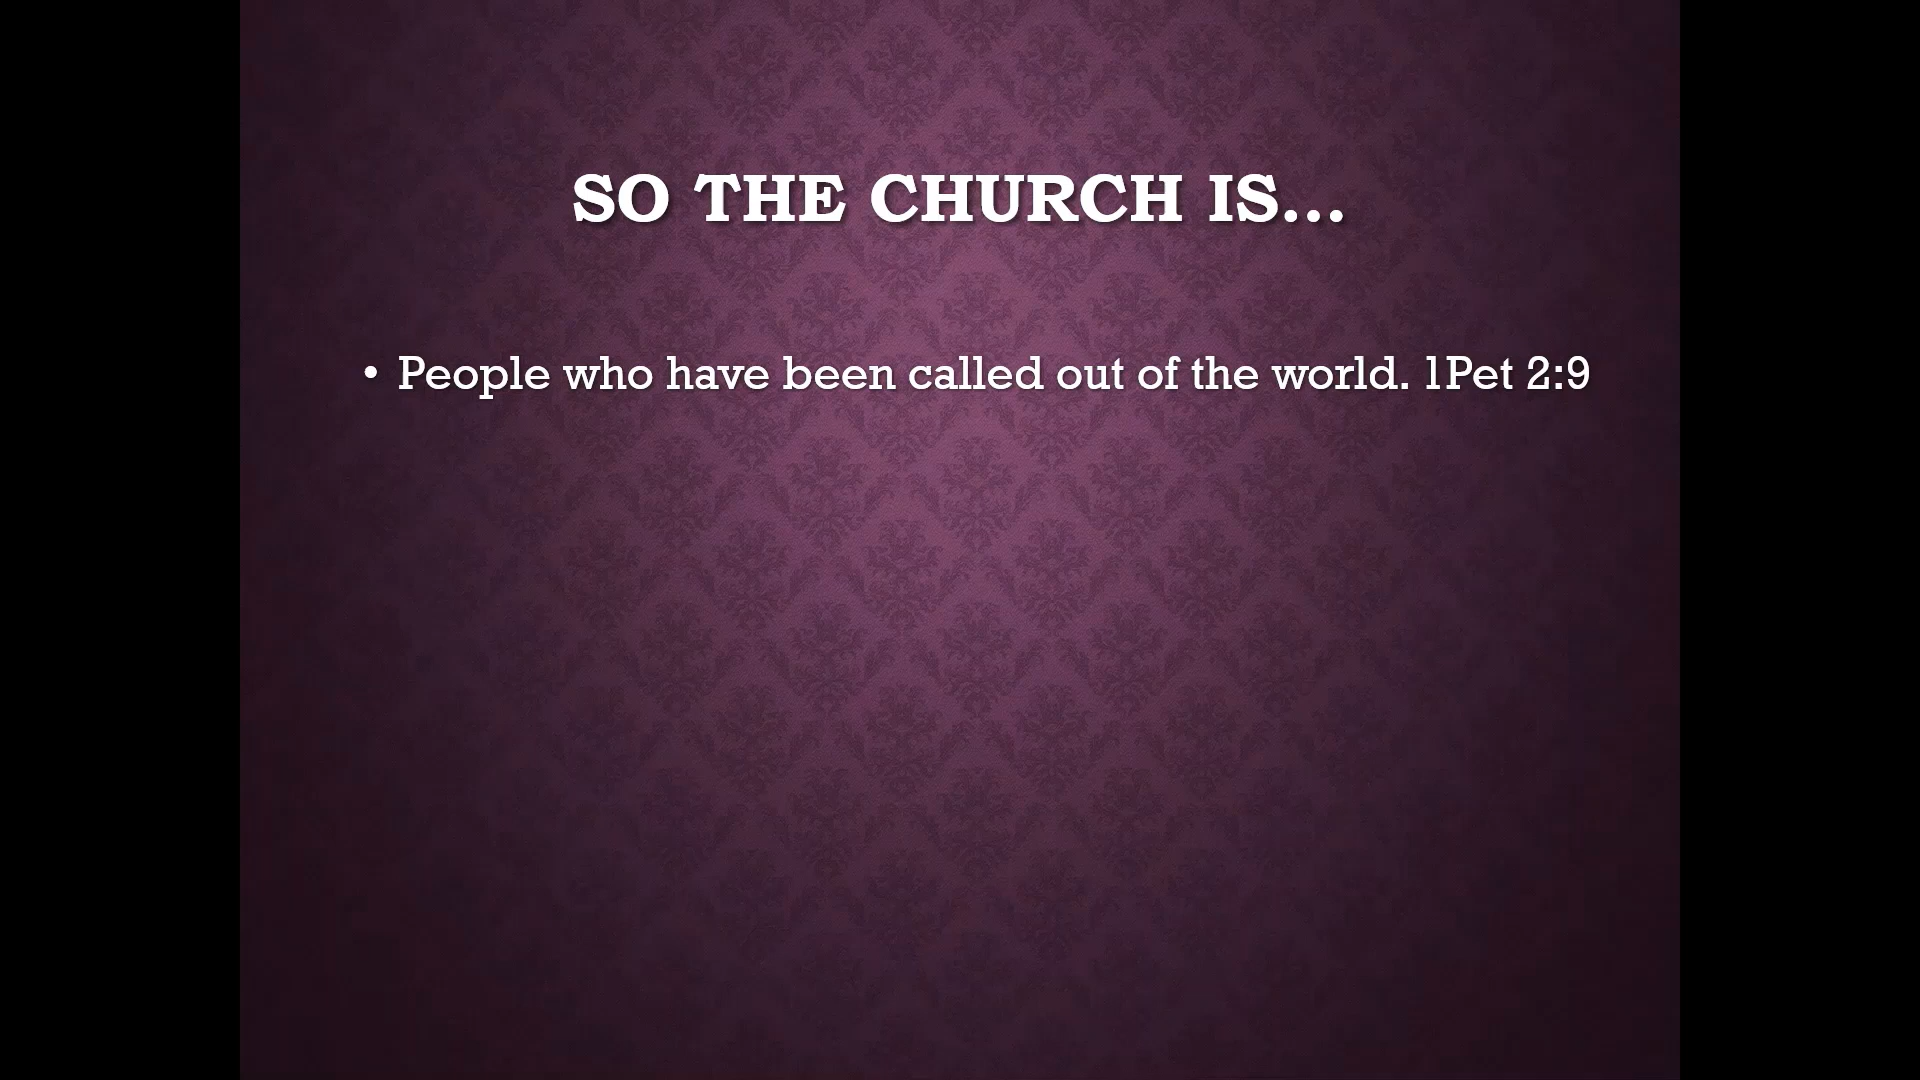 SO THE CHURCH IS...
• People who have been called out of the world. 1Pet 2:9